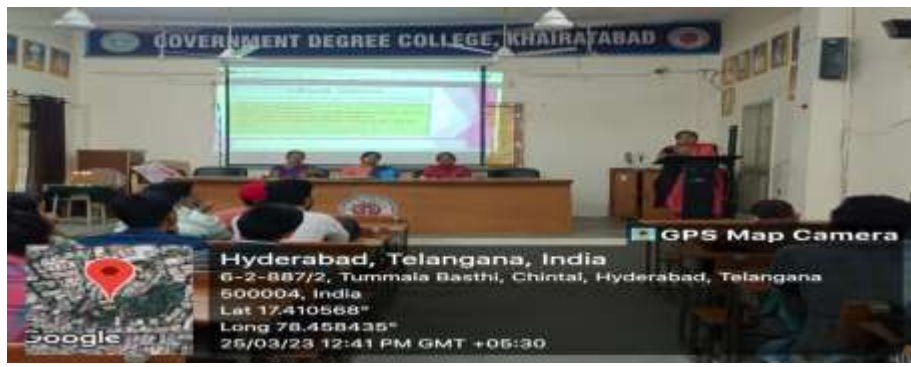 GOVERNMENT DEGREE COLLEGE, KHAIRATABAD
GPS Map Camera
Hyderabad, Telangana, India
6-2-887/2, Tummala Basthi, Chintal, Hyderabad, Telangana
500004, India
Lat 17.410568°
Long 78.458435°
25/03/23 12:41 PM GMT +05:30
Google